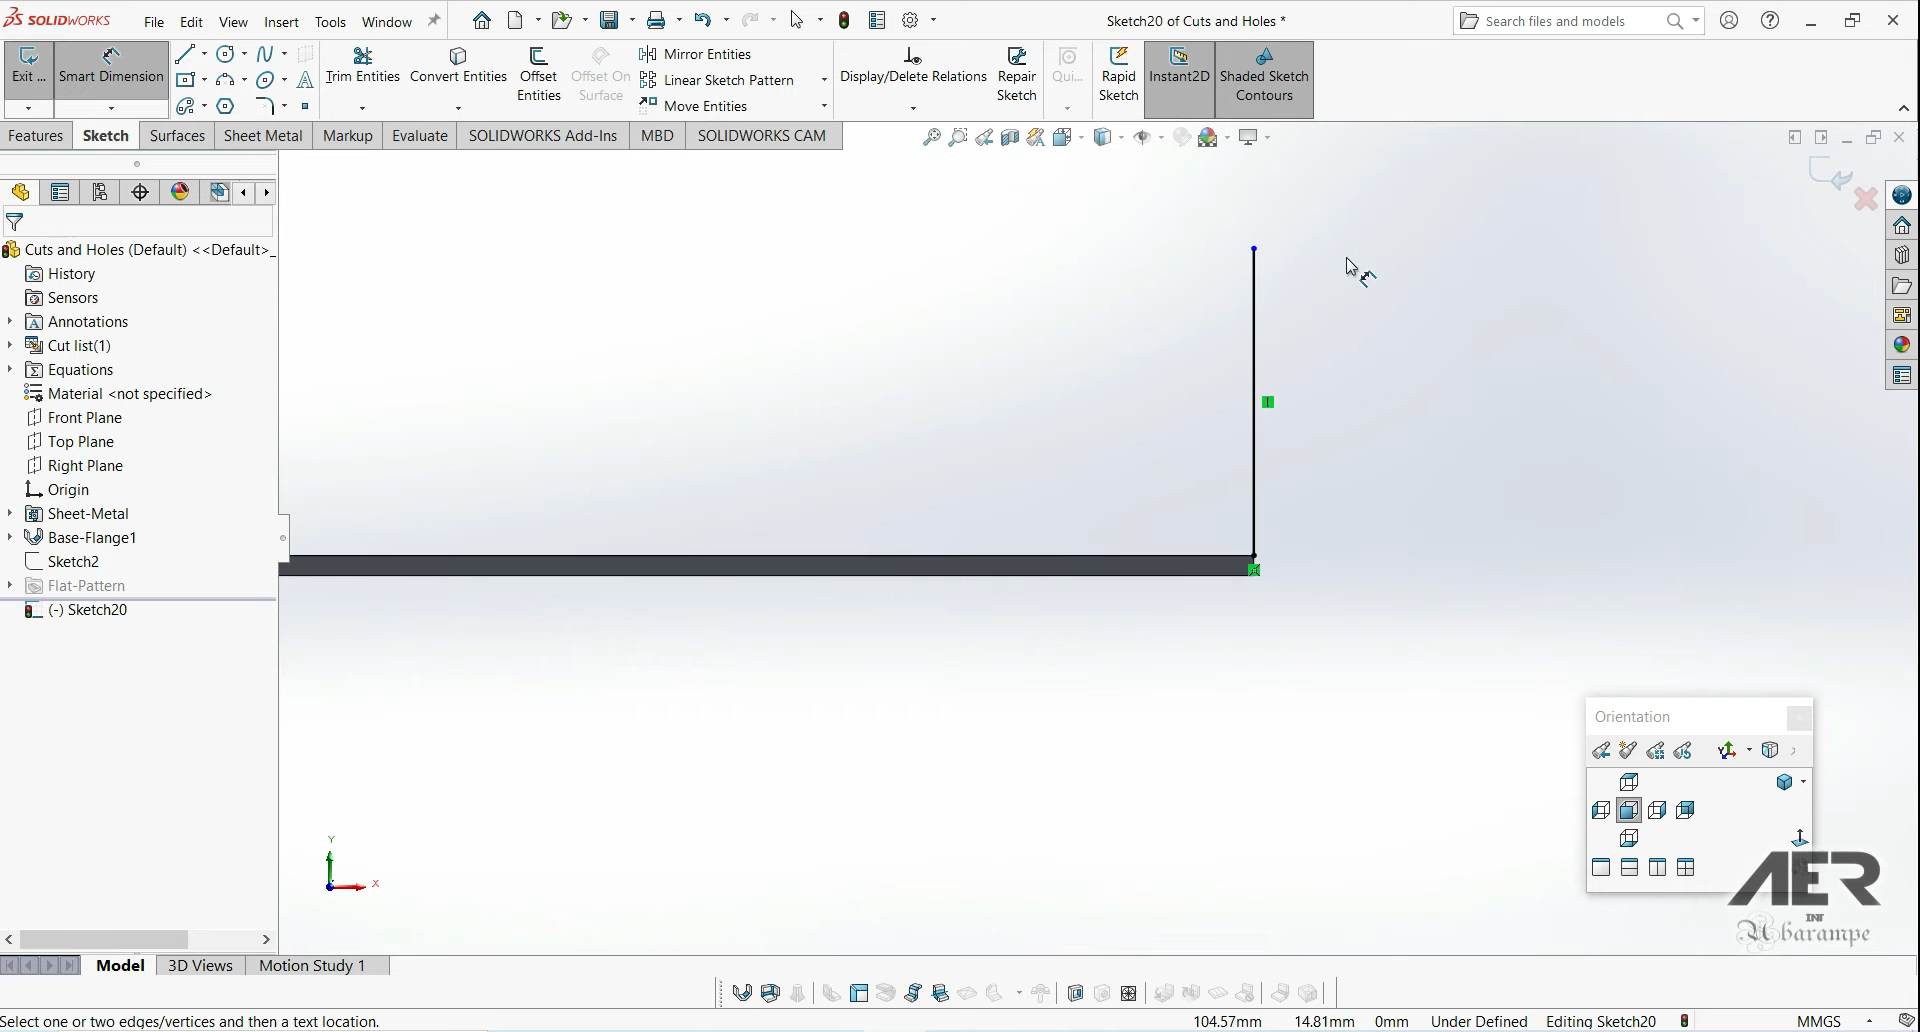 SOLIDWORKS
File Edit View Insert Tools Window
Sketch20 of Cuts and Holes *
Search files and models
Exit ...
Smart Dimension
Trim Entities
Convert Entities
Offset Entities
Offset On Surface
Mirror Entities
Linear Sketch Pattern
Move Entities
Display/Delete Relations
Repair Sketch
Qui...
Rapid Sketch
Instant2D
Shaded Sketch Contours
Features Sketch Surfaces Sheet Metal Markup Evaluate SOLIDWORKS Add-Ins MBD SOLIDWORKS CAM
Cuts and Holes (Default) <<Default>_
History
Sensors
Annotations
Cut list(1)
Equations
Material <not specified>
Front Plane
Top Plane
Right Plane
Origin
Sheet-Metal
Base-Flange1
Sketch2
Flat-Pattern
(-) Sketch20
Orientation
Y
X
AER
INT
Abarampe
Model 3D Views Motion Study 1
Select one or two edges/vertices and then a text location.
104.57mm 14.81mm 0mm Under Defined Editing Sketch20 MMGS